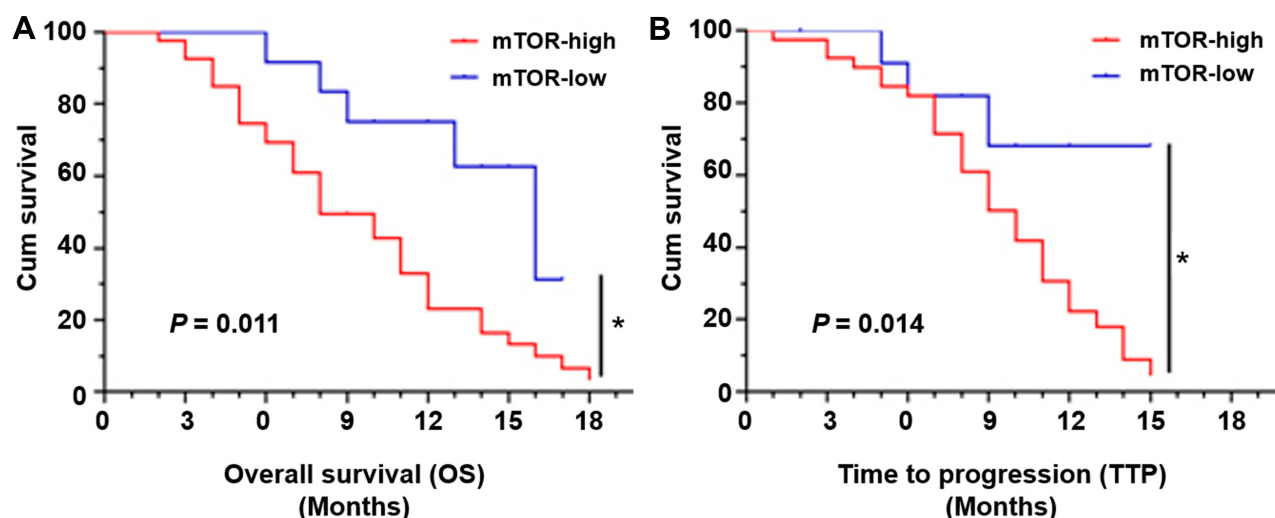 A
100
80
60
40
20
0
Cum survival
mTOR-high
mTOR-low
P = 0.011
*
0 3 0 9 12 15 18
Overall survival (OS)
(Months)
B
100
80
60
40
20
0
Cum survival
mTOR-high
mTOR-low
P = 0.014
*
0 3 0 9 12 15 18
Time to progression (TTP)
(Months)